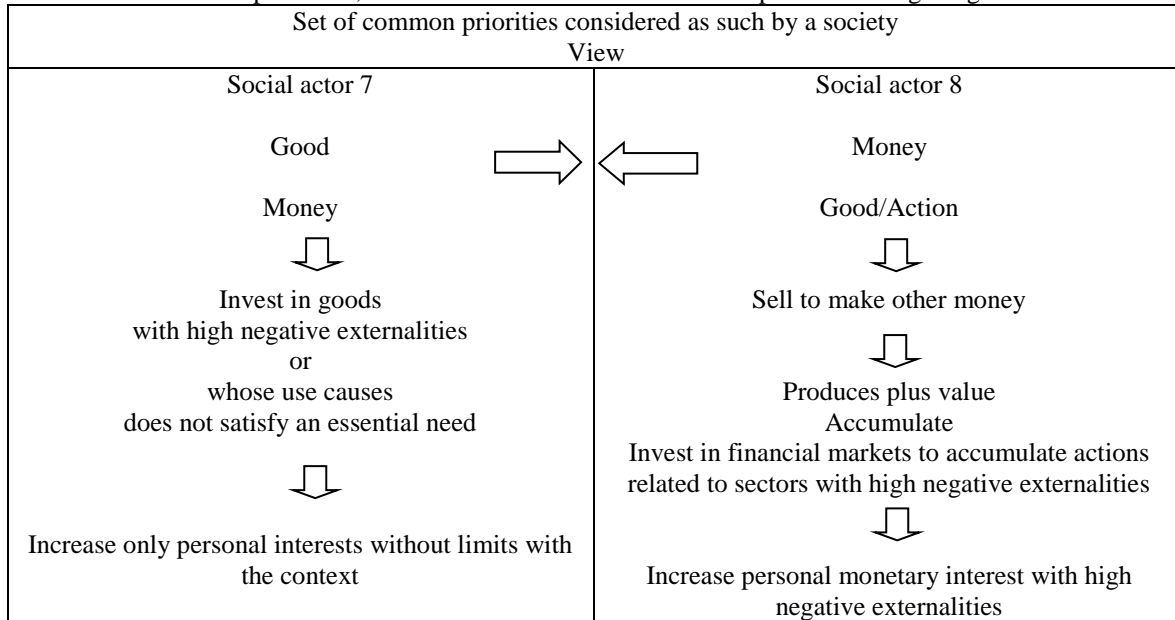 Set of common priorities considered as such by a society
View
Social actor 7
Good
Money
Invest in goods
with high negative externalities
or
whose use causes
does not satisfy an essential need
Increase only personal interests without limits with
the context
Social actor 8
Money
Good/Action
Sell to make other money
Produces plus value
Accumulate
Invest in financial markets to accumulate actions
related to sectors with high negative externalities
Increase personal monetary interest with high
negative externalities